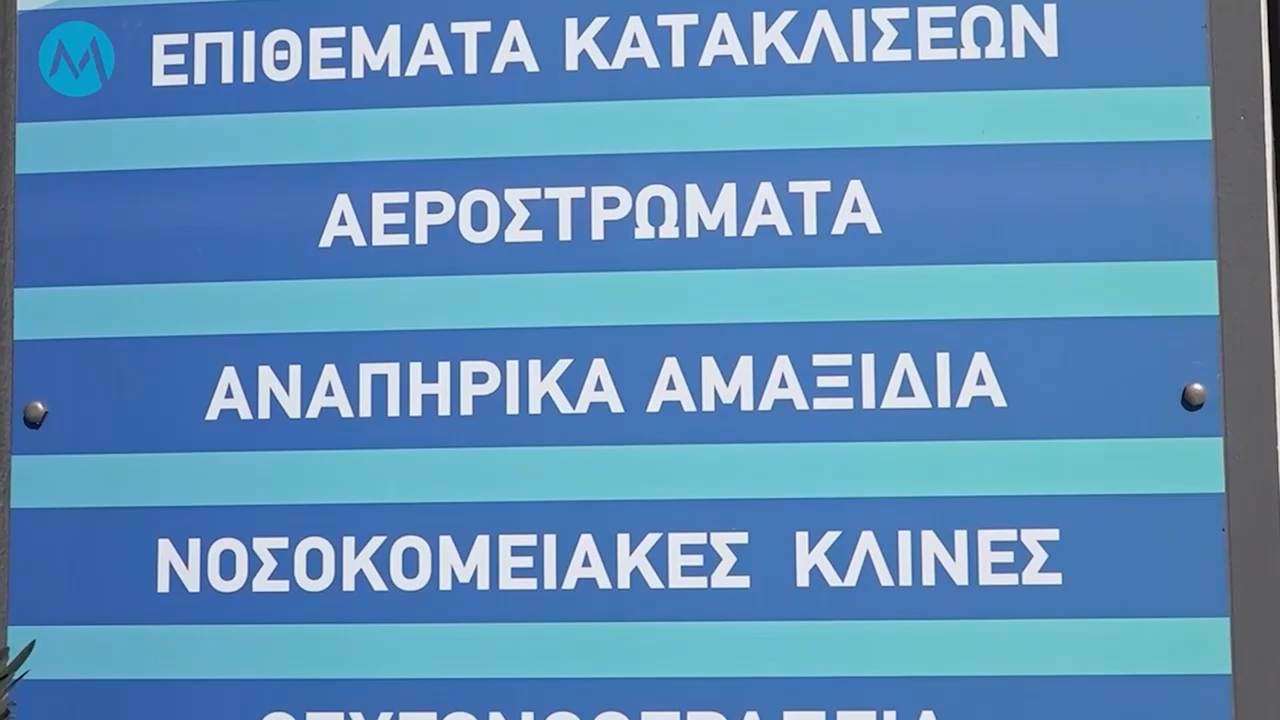 ΕΠΙΘΕΜΑΤΑ ΚΑΤΑΚΛΙΣΕΩΝ
ΑΕΡΟΣΤΡΩΜΑΤΑ
ΑΝΑΠΗΡΙΚΑ ΑΜΑΞΙΔΙΑ
ΝΟΣΟΚΟΜΕΙΑΚΕΣ ΚΛΙΝΕΣ